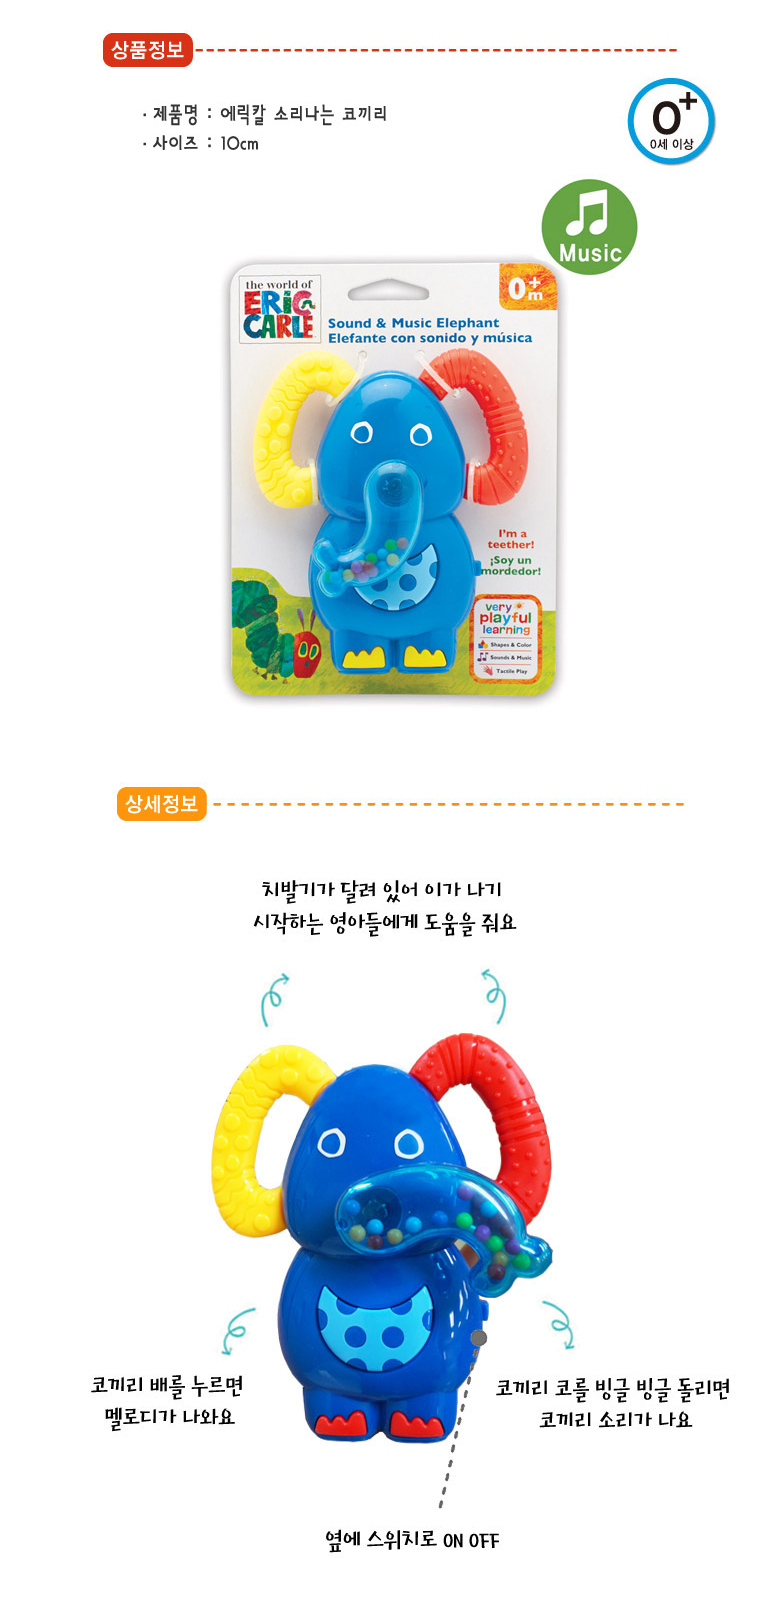 상품정보
· 제품명 : 에릭칼 소리나는 코끼리
· 사이즈 : 10cm
0+
0세 이상
Music
the world of
ERIC
CARLE
0+
m
Sound & Music Elephant
Elefante con sonido y música
I'm a
teether!
¡Soy un
mordedor!
very
playful
learning
Shapes & Color
Sounds & Music
Tactile Play
상세정보
치발기가 달려 있어 이가 나기
시작하는 영아들에게 도움을 줘요
코끼리 배를 누르면
멜로디가 나와요
코끼리 코를 빙글 빙글 돌리면
코끼리 소리가 나요
옆에 스위치로 ON OFF